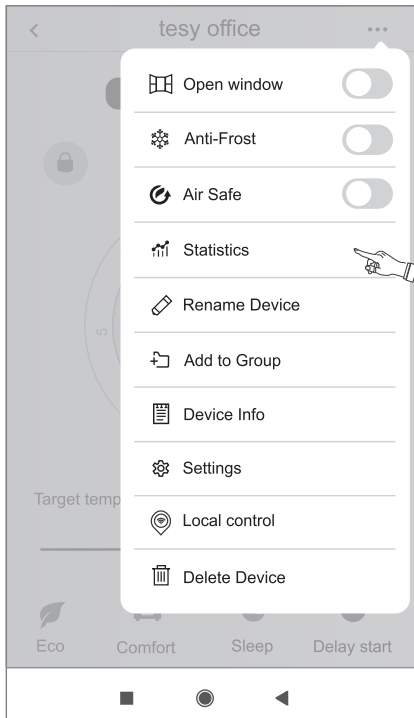 tesy office
Open window
Anti-Frost
Air Safe
Statistics
Rename Device
5
Add to Group
Device Info
Settings
Target temp
Local control
Delete Device
Eco Comfort Sleep Delay start